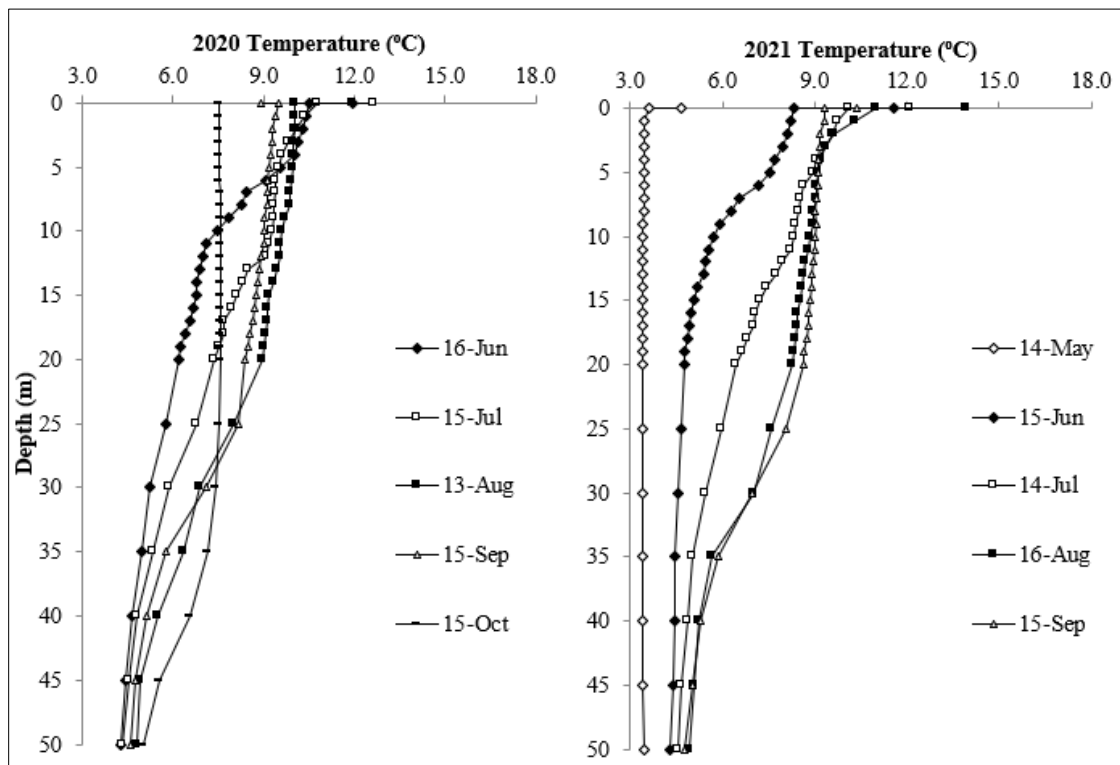 2020 Temperature (⁰C)
3.0 6.0 9.0 12.0 15.0 18.0
0
5
10
15
20
25
30
35
40
45
50
Depth (m)
16-Jun
15-Jul
13-Aug
15-Sep
15-Oct
2021 Temperature (⁰C)
3.0 6.0 9.0 12.0 15.0 18.0
0
5
10
15
20
25
30
35
40
45
50
14-May
15-Jun
14-Jul
16-Aug
15-Sep